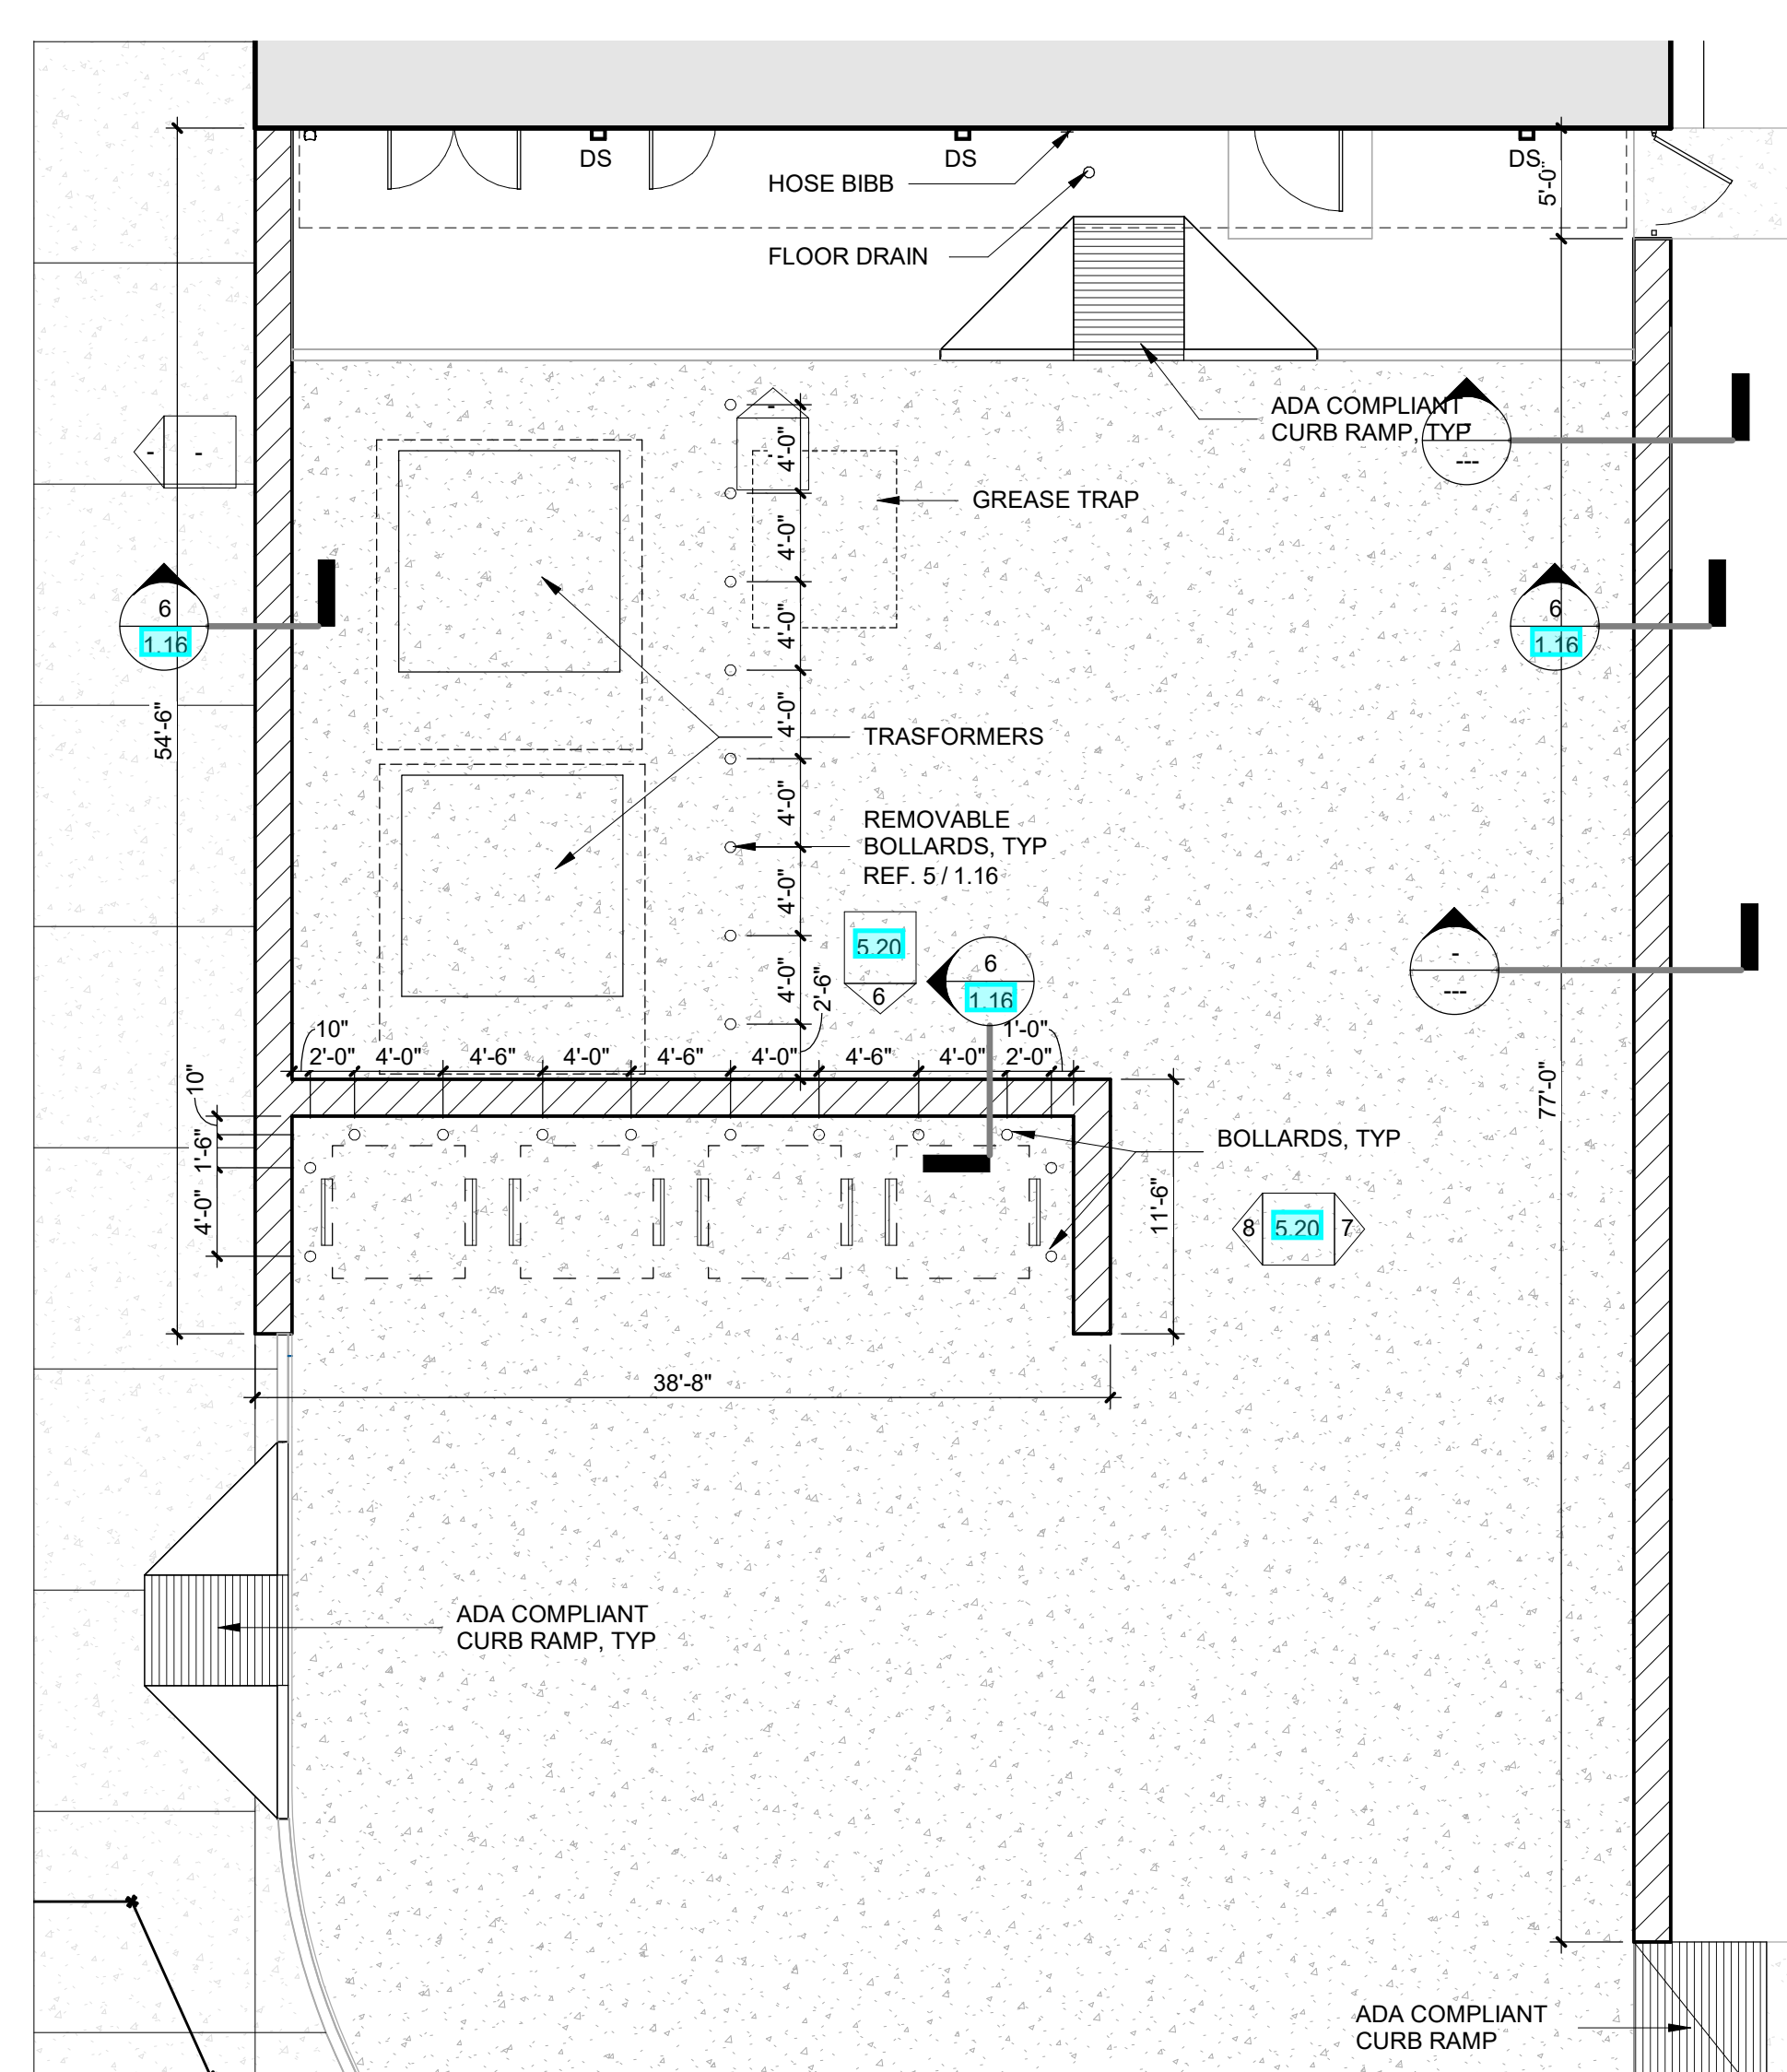 DS
DS
DS
HOSE BIBB
FLOOR DRAIN
5'-0"
ADA COMPLIANT
CURB RAMP, TYP
-
---
-
-
-
-
4'-0"
4'-0"
4'-0"
4'-0"
4'-0"
4'-0"
4'-0"
2'-6"
GREASE TRAP
6
1.16
6
1.16
54'-6"
TRASFORMERS
REMOVABLE
BOLLARDS, TYP
REF. 5 / 1.16
5.20
6
6
1.16
-
---
10"
1'-0"
2'-0"
4'-0"
4'-6"
4'-0"
4'-6"
4'-0"
4'-6"
4'-0"
2'-0"
10"
1'-6"
4'-0"
77'-0"
BOLLARDS, TYP
11'-6"
8
5.20
7
38'-8"
ADA COMPLIANT
CURB RAMP, TYP
ADA COMPLIANT
CURB RAMP